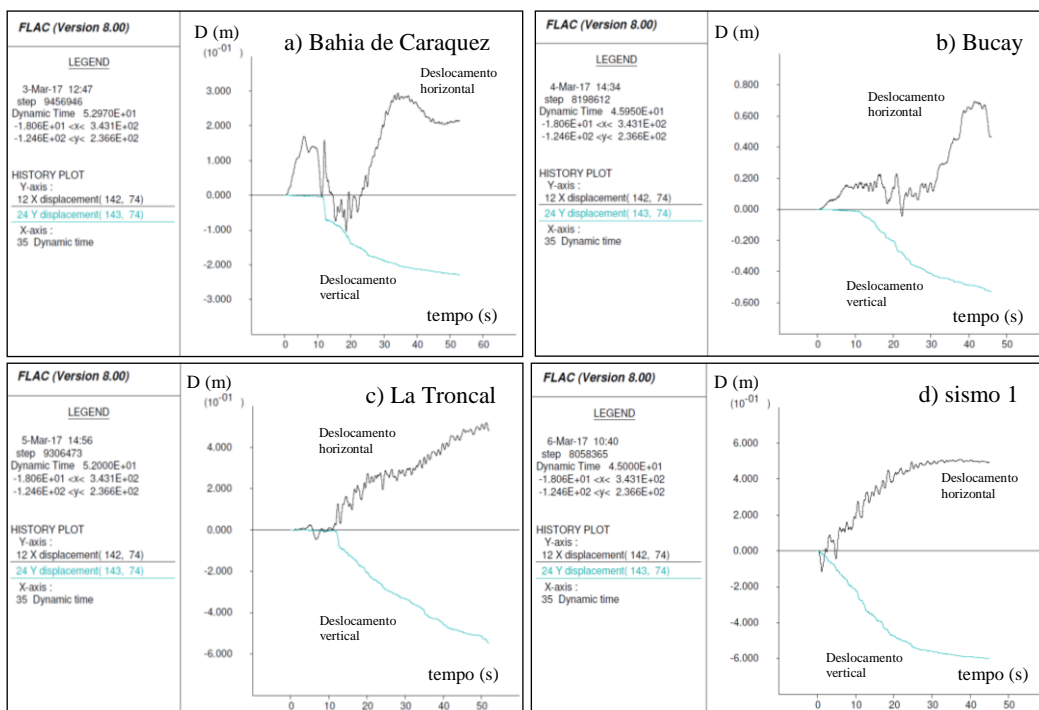 FLAC (Version 8.00)
LEGEND
3-Mar-17 12:47
step 9456946
Dynamic Time 5.2970E+01
-1.806E+01 <x< 3.431E+02
-1.246E+02 <y< 2.366E+02
HISTORY PLOT
Y-axis :
12 X displacement( 142, 74)
24 Y displacement( 143, 74)
X-axis :
35 Dynamic time
D (m)
(10⁻⁰¹)
a) Bahia de Caraquez
Deslocamento
horizontal
3.000
2.000
1.000
0.000
-1.000
-2.000
-3.000
Deslocamento
vertical
tempo (s)
0 10 20 30 40 50 60
FLAC (Version 8.00)
LEGEND
4-Mar-17 14:34
step 8198612
Dynamic Time 4.5950E+01
-1.806E+01 <x< 3.431E+02
-1.246E+02 <y< 2.366E+02
HISTORY PLOT
Y-axis :
12 X displacement( 142, 74)
24 Y displacement( 143, 74)
X-axis :
35 Dynamic time
D (m)
b) Bucay
Deslocamento
horizontal
0.800
0.600
0.400
0.200
0.000
-0.200
-0.400
-0.600
Deslocamento
vertical
tempo (s)
0 10 20 30 40 50
FLAC (Version 8.00)
LEGEND
5-Mar-17 14:56
step 9306473
Dynamic Time 5.2000E+01
-1.806E+01 <x< 3.431E+02
-1.246E+02 <y< 2.366E+02
HISTORY PLOT
Y-axis :
12 X displacement( 142, 74)
24 Y displacement( 143, 74)
X-axis :
35 Dynamic time
D (m)
(10⁻⁰¹)
c) La Troncal
Deslocamento
horizontal
4.000
2.000
0.000
-2.000
-4.000
-6.000
Deslocamento
vertical
tempo (s)
0 10 20 30 40 50
FLAC (Version 8.00)
LEGEND
6-Mar-17 10:40
step 8058365
Dynamic Time 4.5000E+01
-1.806E+01 <x< 3.431E+02
-1.246E+02 <y< 2.366E+02
HISTORY PLOT
Y-axis :
12 X displacement( 142, 74)
24 Y displacement( 143, 74)
X-axis :
35 Dynamic time
D (m)
(10⁻⁰¹)
d) sismo 1
6.000
4.000
2.000
0.000
-2.000
-4.000
-6.000
Deslocamento
horizontal
Deslocamento
vertical
tempo (s)
0 10 20 30 40 50